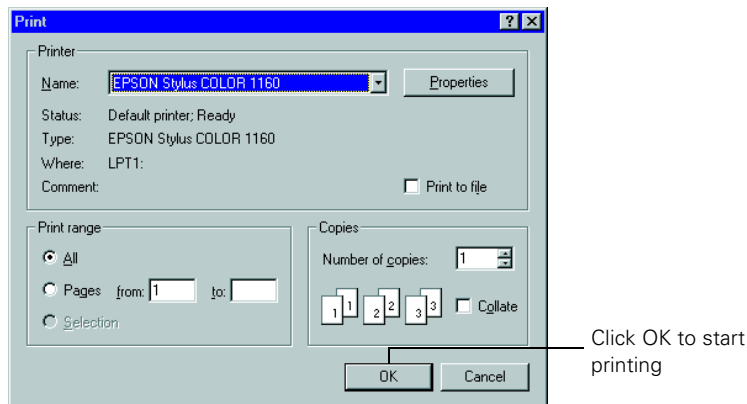 Print
Printer
Name: EPSON Stylus COLOR 1160 Properties
Status: Default printer; Ready
Type: EPSON Stylus COLOR 1160
Where: LPT1:
Comment: Print to file
Print range
All
Pages from: 1 to:
Selection
Copies
Number of copies: 1
1 1 2 2 3 3 Collate
OK Cancel
Click OK to start
printing